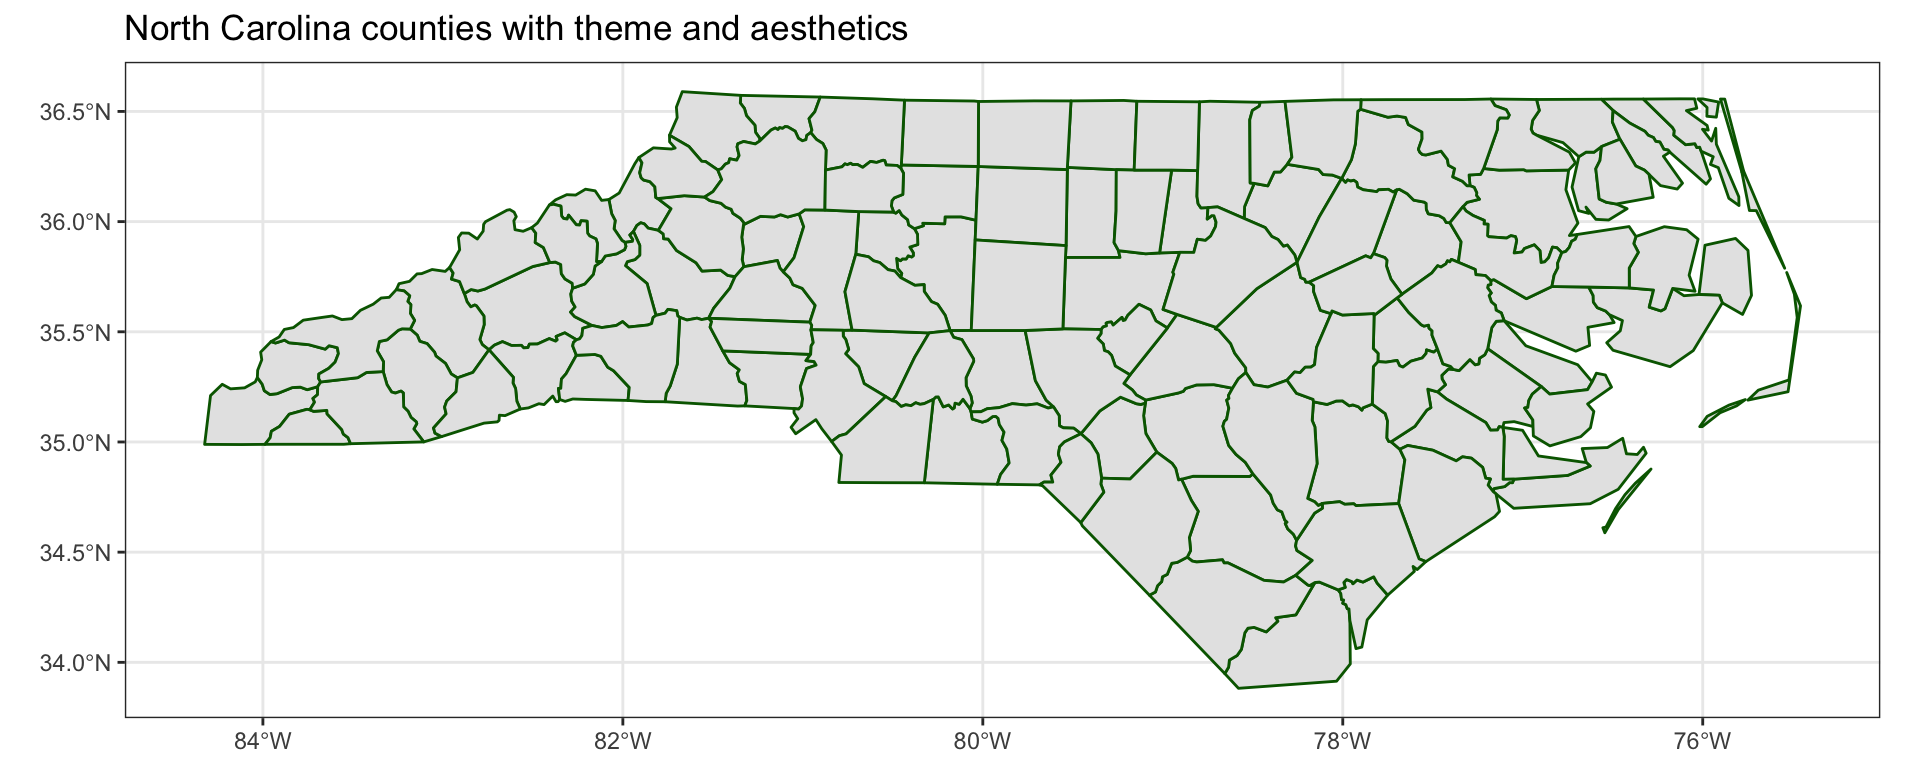 North Carolina counties with theme and aesthetics
36.5°N
36.0°N
35.5°N
35.0°N
34.5°N
34.0°N
84°W 82°W 80°W 78°W 76°W